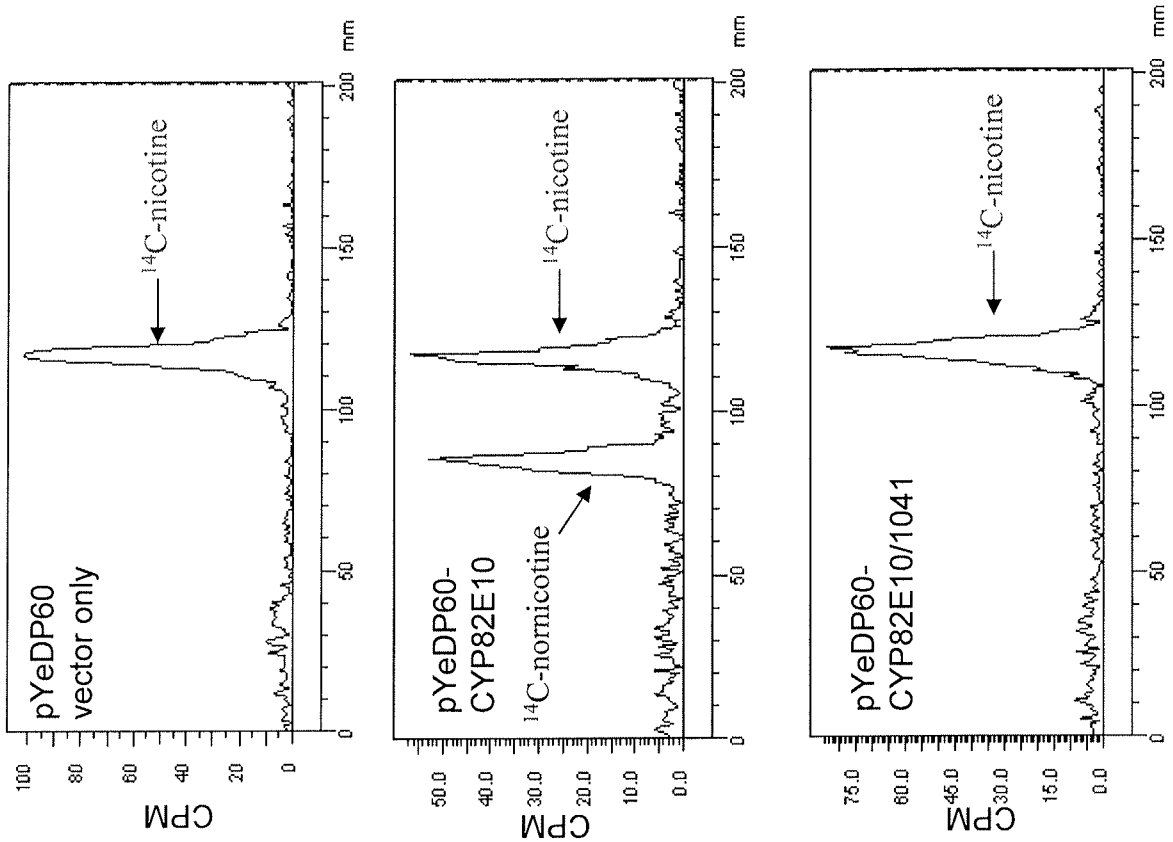 pYeDP60
vector only
¹⁴C-nicotine
CPM
100
80
60
40
20
0
0
50
100
150
200
mm
pYeDP60-
CYP82E10
¹⁴C-nornicotine
¹⁴C-nicotine
CPM
50.0
40.0
30.0
20.0
10.0
0.0
0
50
100
150
200
mm
pYeDP60-
CYP82E10/1041
¹⁴C-nicotine
CPM
75.0
60.0
45.0
30.0
15.0
0.0
0
50
100
150
200
mm